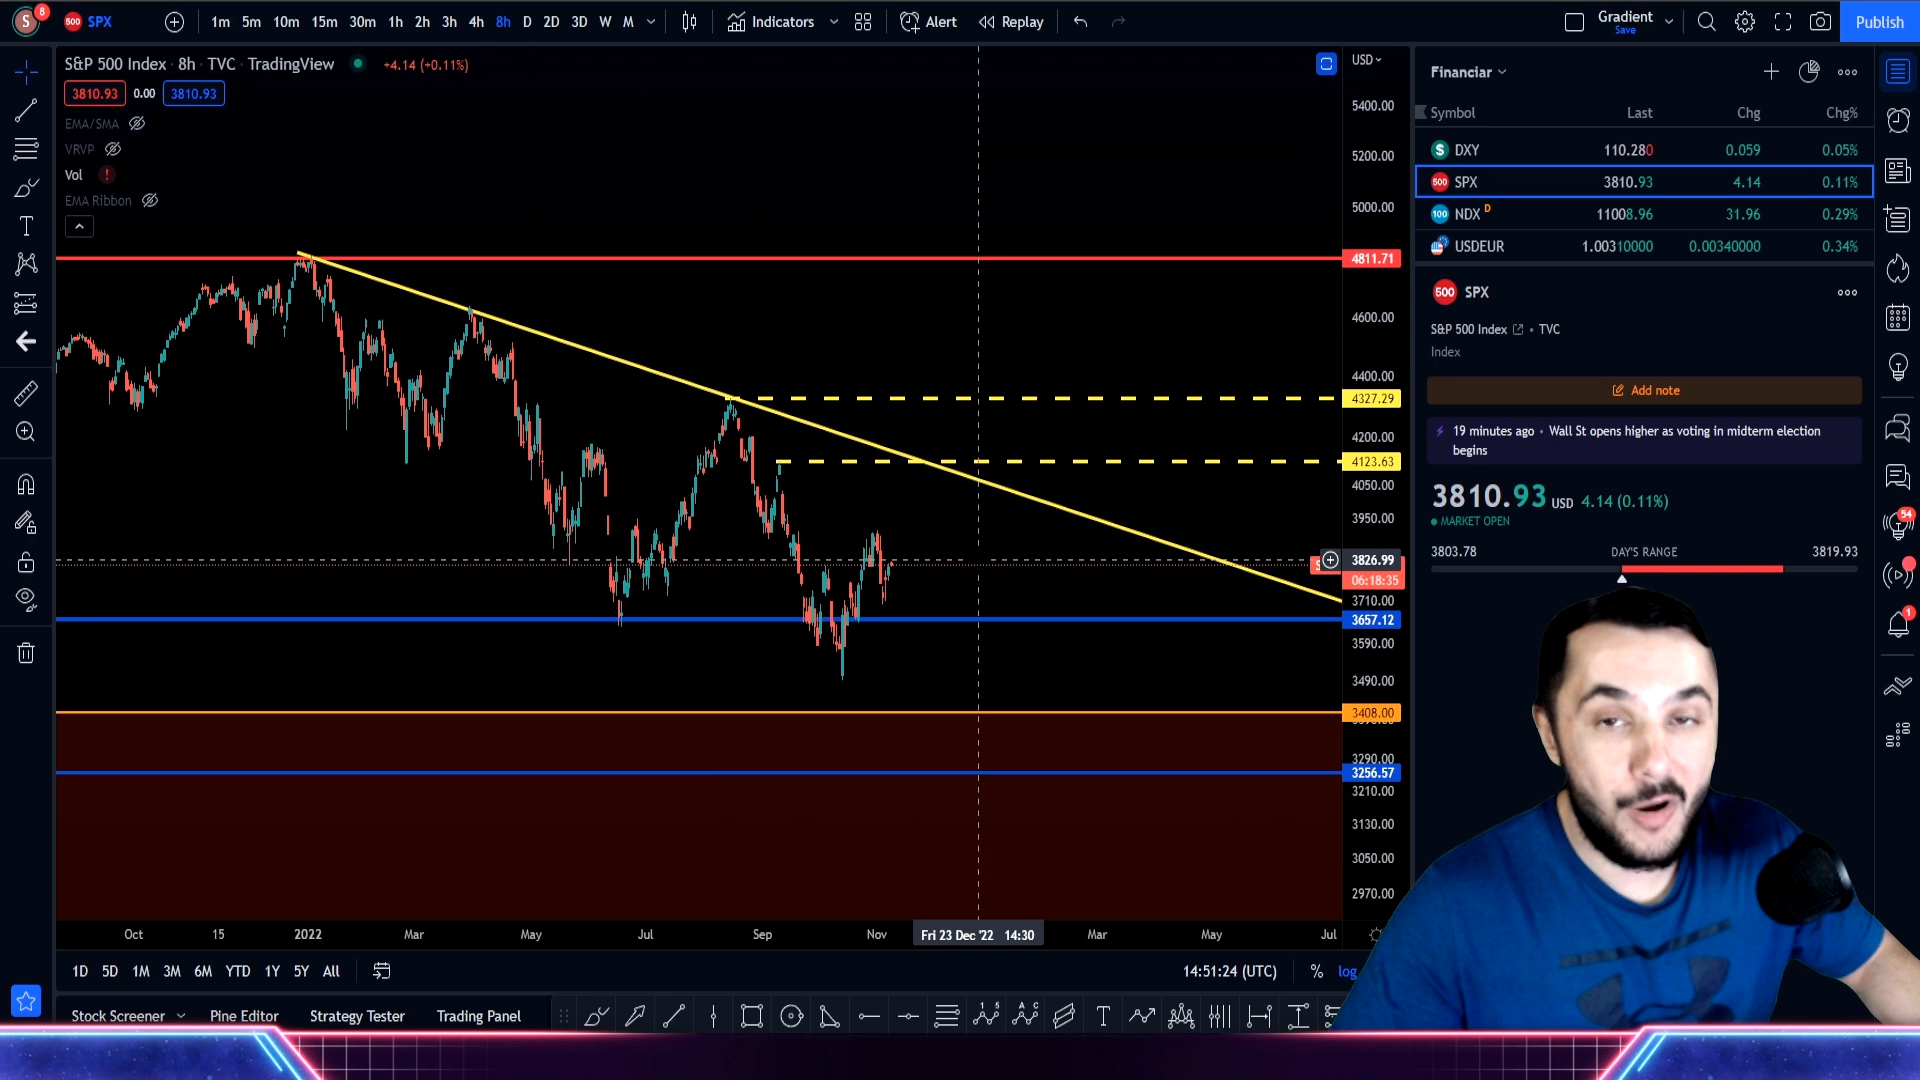 S 8 500 SPX 1m 5m 10m 15m 30m 1h 2h 3h 4h 8h D 2D 3D W M Indicators Alert Replay Gradient Save Publish
S&P 500 Index · 8h · TVC · TradingView +4.14 (+0.11%)
3810.93 0.00 3810.93
EMA/SMA
VRVP
Vol !
EMA Ribbon
USD
5400.00
5200.00
5000.00
4811.71
4600.00
4400.00
4327.29
4200.00
4123.63
4050.00
3950.00
3826.99
06:18:35
3710.00
3657.12
3590.00
3490.00
3408.00
3290.00
3256.57
3210.00
3130.00
3050.00
2970.00
Oct 15 2022 Mar May Jul Sep Nov Fri 23 Dec '22 14:30 Mar May Jul
1D 5D 1M 3M 6M YTD 1Y 5Y All 14:51:24 (UTC) % log
Stock Screener Pine Editor Strategy Tester Trading Panel
Financiar
Symbol Last Chg Chg%
$ DXY 110.280 0.059 0.05%
500 SPX 3810.93 4.14 0.11%
100 NDX D 11008.96 31.96 0.29%
USDEUR 1.00310000 0.00340000 0.34%
500 SPX
S&P 500 Index • TVC
Index
Add note
19 minutes ago • Wall St opens higher as voting in midterm election
begins
3810.93 USD 4.14 (0.11%)
MARKET OPEN
3803.78 DAY'S RANGE 3819.93
54
1